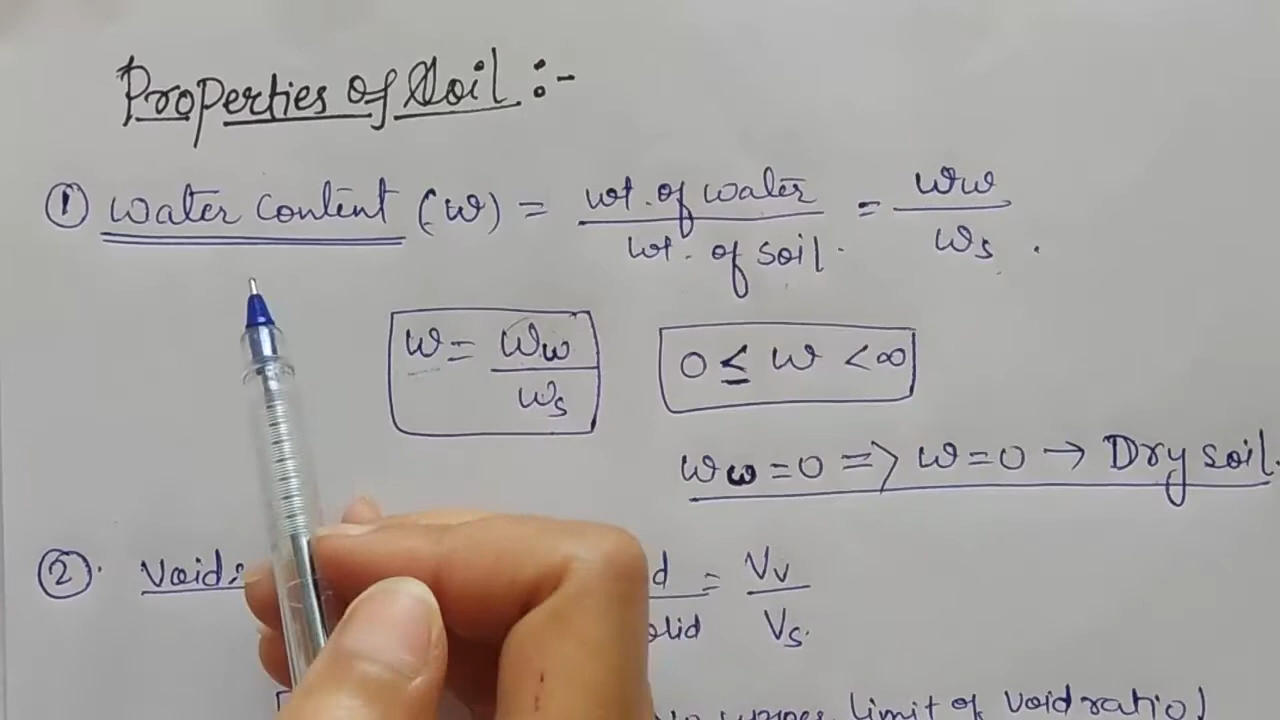 Properties of Soil :-
① Water Content (w) = wt. of water / wt. of soil. = Ww / Ws.
w = Ww / Ws
0 ≤ w < ∞
Ww = 0 => w = 0 → Dry soil.
②. Void = Vv / Vs.
limit of Void ratio)